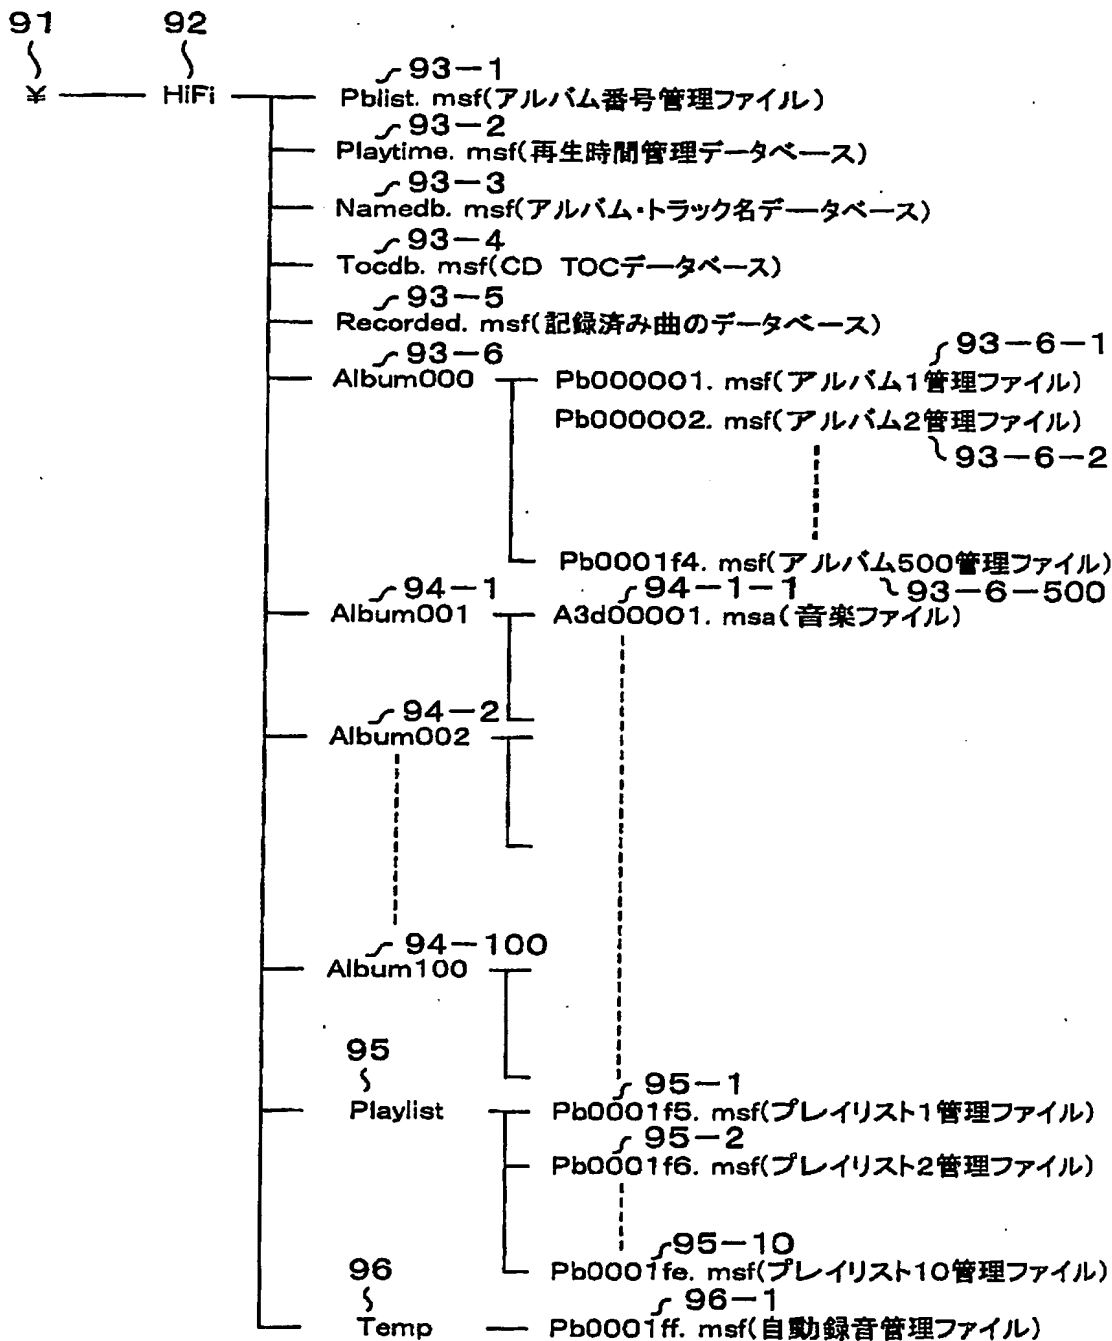 91 92
¥ HiFi
93-1
Pblist. msf(アルバム番号管理ファイル)
93-2
Playtime. msf(再生時間管理データベース)
93-3
Namedb. msf(アルバム・トラック名データベース)
93-4
Tocdb. msf(CD TOCデータベース)
93-5
Recorded. msf(記録済み曲のデータベース)
93-6 93-6-1
Album000 Pb000001. msf(アルバム1管理ファイル)
Pb000002. msf(アルバム2管理ファイル)
93-6-2
Pb0001f4. msf(アルバム500管理ファイル)
94-1 94-1-1 93-6-500
Album001 A3d00001. msa(音楽ファイル)
94-2
Album002
94-100
Album100
95 95-1
Playlist Pb0001f5. msf(プレイリスト1管理ファイル)
95-2
Pb0001f6. msf(プレイリスト2管理ファイル)
95-10
Pb0001fe. msf(プレイリスト10管理ファイル)
96 96-1
Temp Pb0001ff. msf(自動録音管理ファイル)